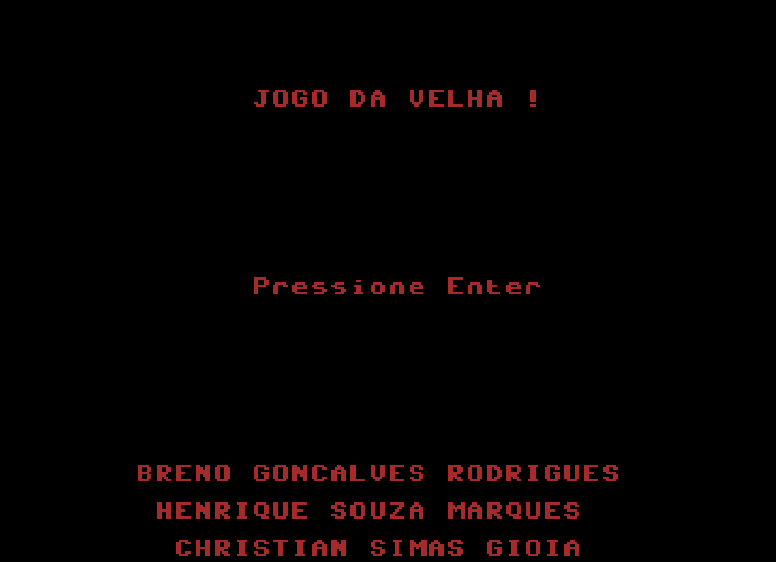 JOGO DA VELHA !
Pressione Enter
BRENO GONCALVES RODRIGUES
HENRIQUE SOUZA MARQUES
CHRISTIAN SIMAS GIOIA